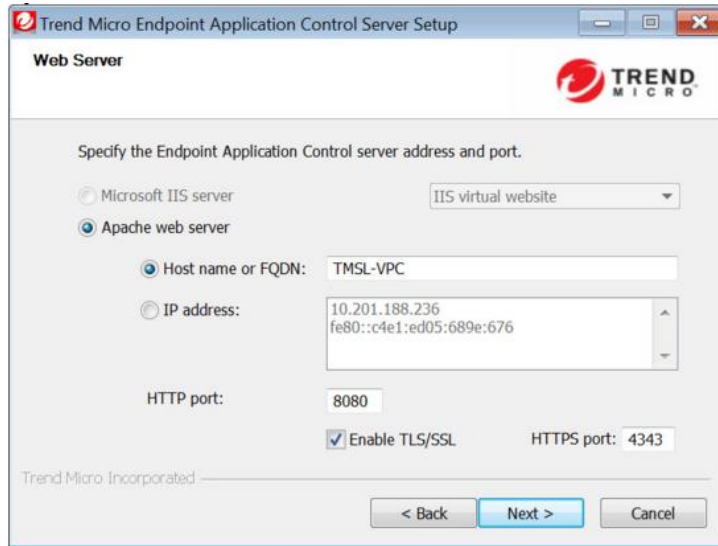 Trend Micro Endpoint Application Control Server Setup
Web Server
TREND
MICRO
Specify the Endpoint Application Control server address and port.
Microsoft IIS server IIS virtual website
Apache web server
Host name or FQDN: TMSL-VPC
IP address: 10.201.188.236
fe80::c4e1:ed05:689e:676
HTTP port: 8080
Enable TLS/SSL HTTPS port: 4343
Trend Micro Incorporated
< Back Next > Cancel